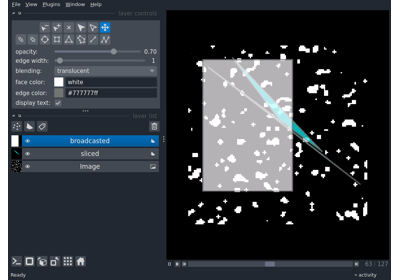 File View Plugins Window Help
layer controls
opacity: 0.70
edge width: 1
blending: translucent
face color: white
edge color: #777777ff
display text:
layer list
broadcasted
sliced
Image
63 127
Ready
activity